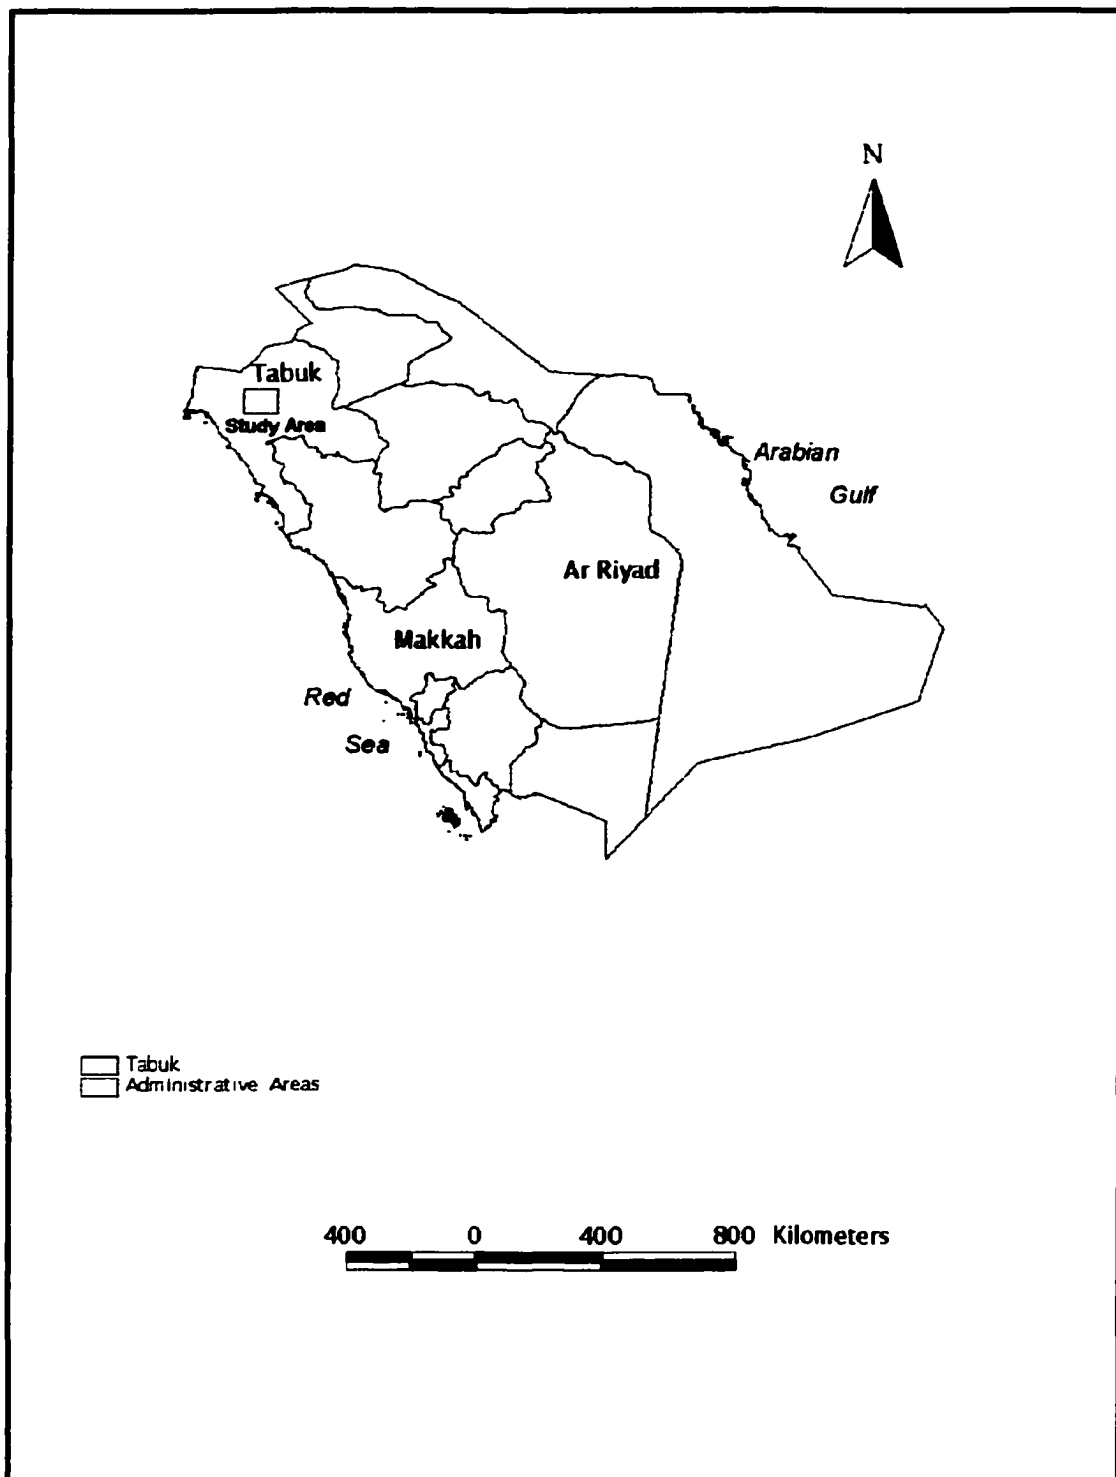 N
Tabuk
Study Area
Arabian
Gulf
Ar Riyad
Makkah
Red
Sea
Tabuk
Administrative Areas
400 0 400 800 Kilometers